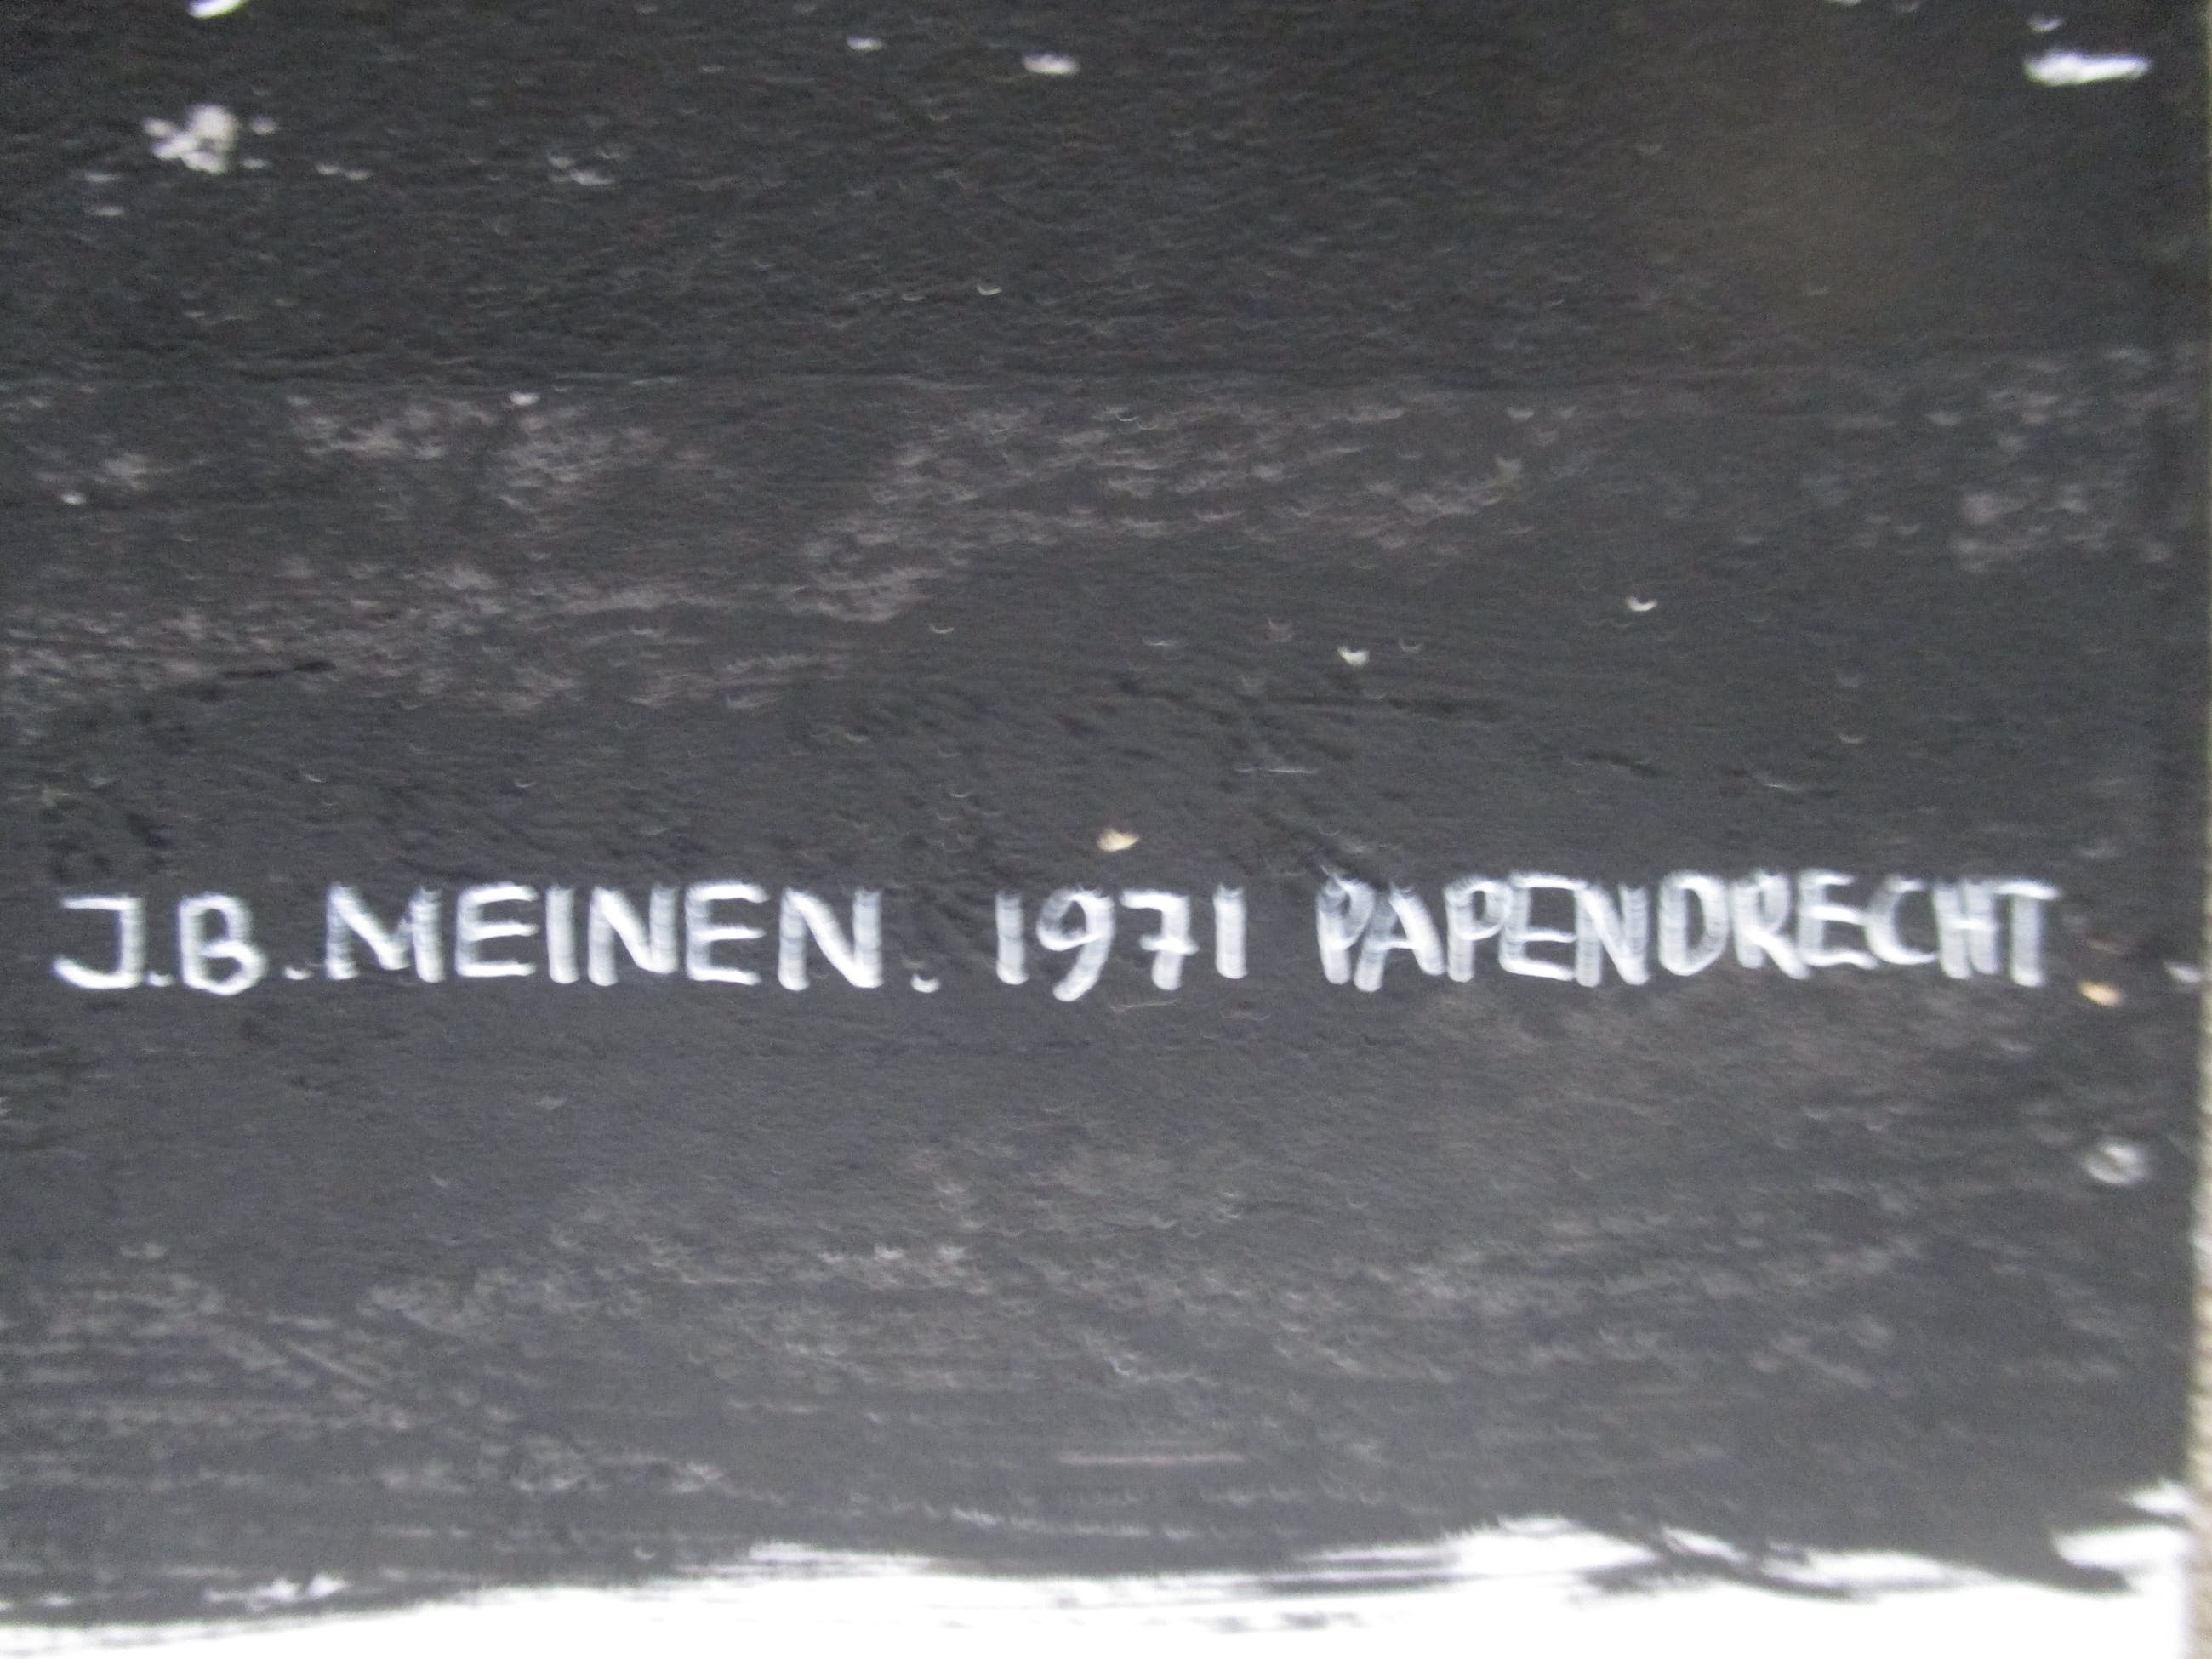 J.B. MEINEN. 1971 PAPENDRECHT